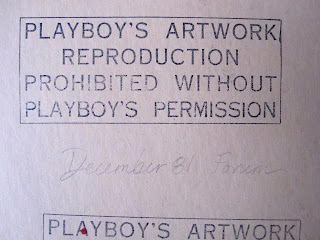 PLAYBOY'S ARTWORK
REPRODUCTION
PROHIBITED WITHOUT
PLAYBOY'S PERMISSION
December 81 Forum
PLAYBOY'S ARTWORK